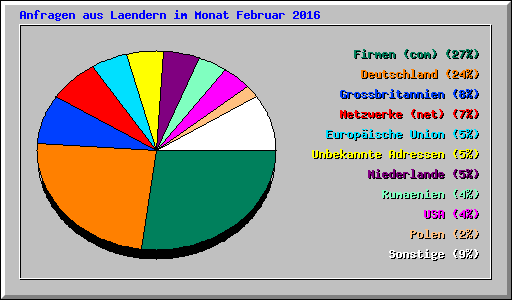 Anfragen aus Laendern im Monat Februar 2016
Firmen (com) (27%)
Deutschland (24%)
Grossbritannien (8%)
Netzwerke (net) (7%)
Europäische Union (5%)
Unbekannte Adressen (5%)
Niederlande (5%)
Rumaenien (4%)
USA (4%)
Polen (2%)
Sonstige (9%)